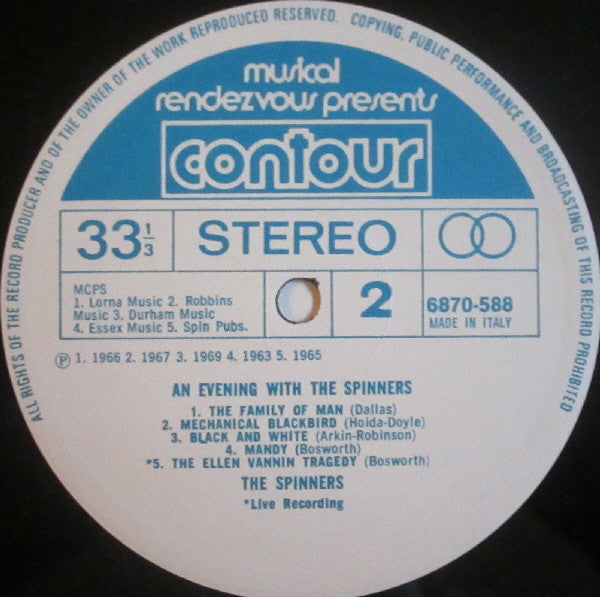 ALL RIGHTS OF THE RECORD PRODUCER AND OF THE OWNER OF THE WORK REPRODUCED RESERVED. COPYING, PUBLIC PERFORMANCE AND BROADCASTING OF THIS RECORD PROHIBITED
musical
rendezvous presents
contour
33 1/3 STEREO
MCPS
1. Lorna Music 2. Robbins
Music 3. Durham Music
4. Essex Music 5. Spin Pubs.
2
6870-588
MADE IN ITALY
Ⓟ 1. 1966 2. 1967 3. 1969 4. 1963 5. 1965
AN EVENING WITH THE SPINNERS
1. THE FAMILY OF MAN (Dallas)
2. MECHANICAL BLACKBIRD (Hoida-Doyle)
3. BLACK AND WHITE (Arkin-Robinson)
4. MANDY (Bosworth)
*5. THE ELLEN VANNIN TRAGEDY (Bosworth)
THE SPINNERS
*Live Recording